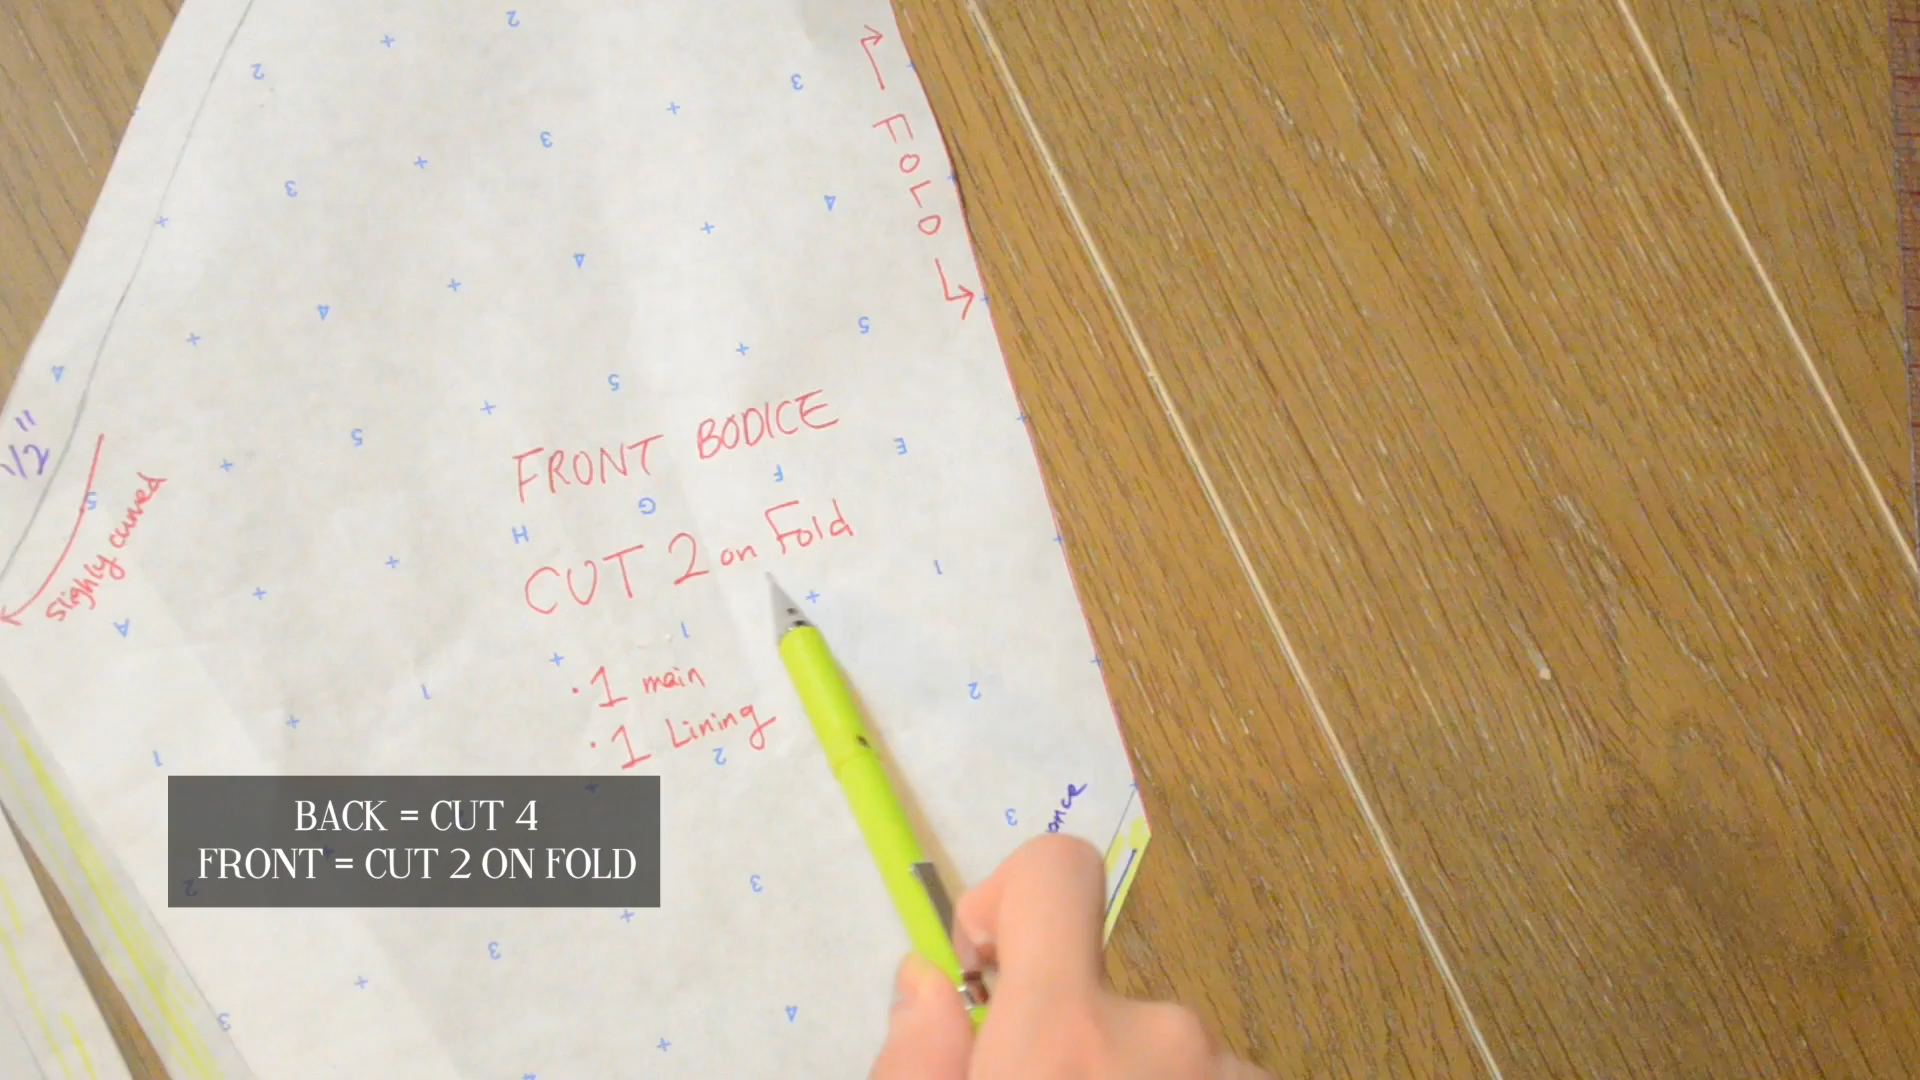 FOLD
1/2"
slighly curved
FRONT BODICE
CUT 2 on Fold
· 1 main
· 1 Lining
BACK = CUT 4
FRONT = CUT 2 ON FOLD